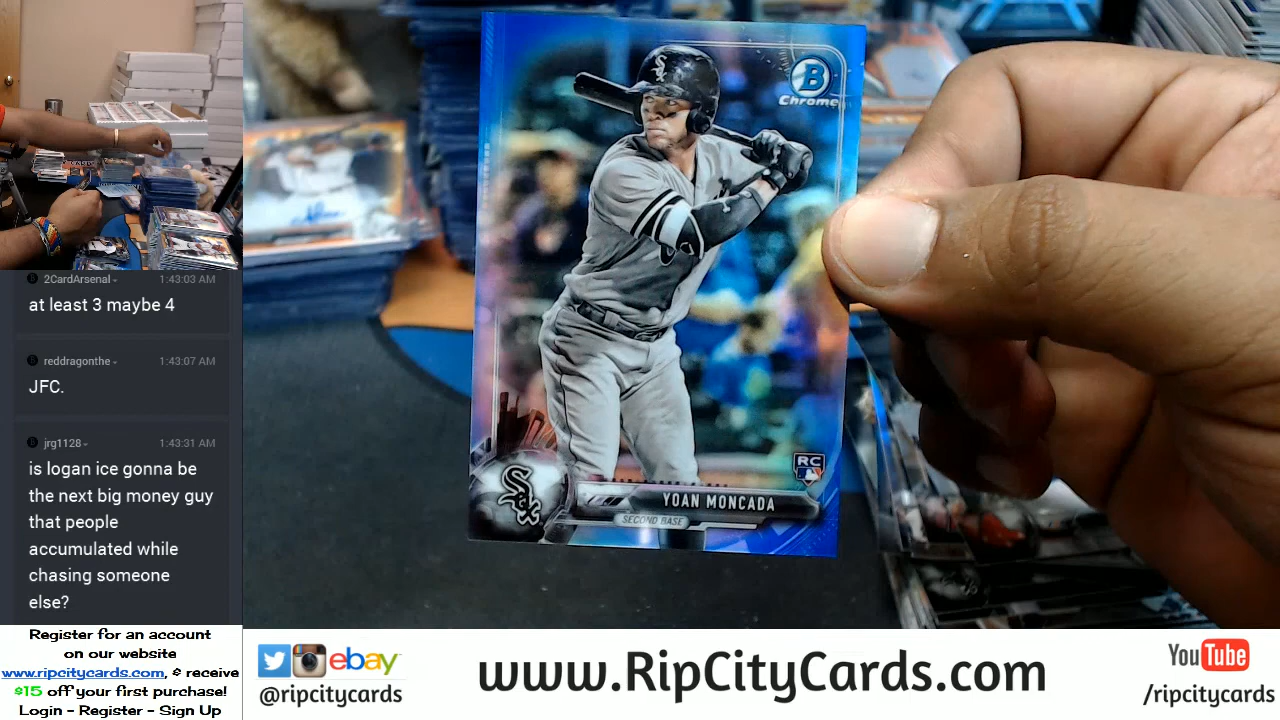 2CardArsenal
1:43:03 AM
at least 3 maybe 4
reddragonthe
1:43:07 AM
JFC.
jrg1128
1:43:31 AM
is logan ice gonna be
the next big money guy
that people
accumulated while
chasing someone
else?
Register for an account
on our website
www.ripcitycards.com, & receive
$15 off your first purchase!
Login - Register - Sign Up
Sox
B
Chrome
Sox
RC
YOAN MONCADA
SECOND BASE
ebay
@ripcitycards
www.RipCityCards.com
YouTube
/ripcitycards